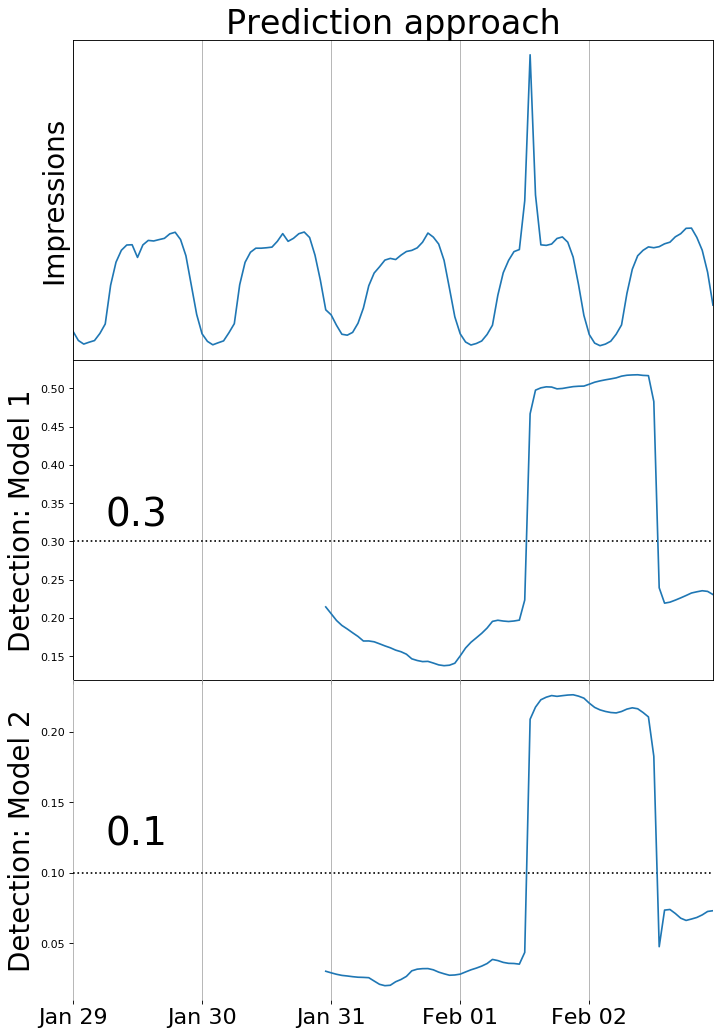 Prediction approach
Impressions
Detection: Model 1
0.50
0.45
0.40
0.35
0.30
0.25
0.20
0.15
0.3
Detection: Model 2
0.20
0.15
0.10
0.05
0.1
Jan 29 Jan 30 Jan 31 Feb 01 Feb 02